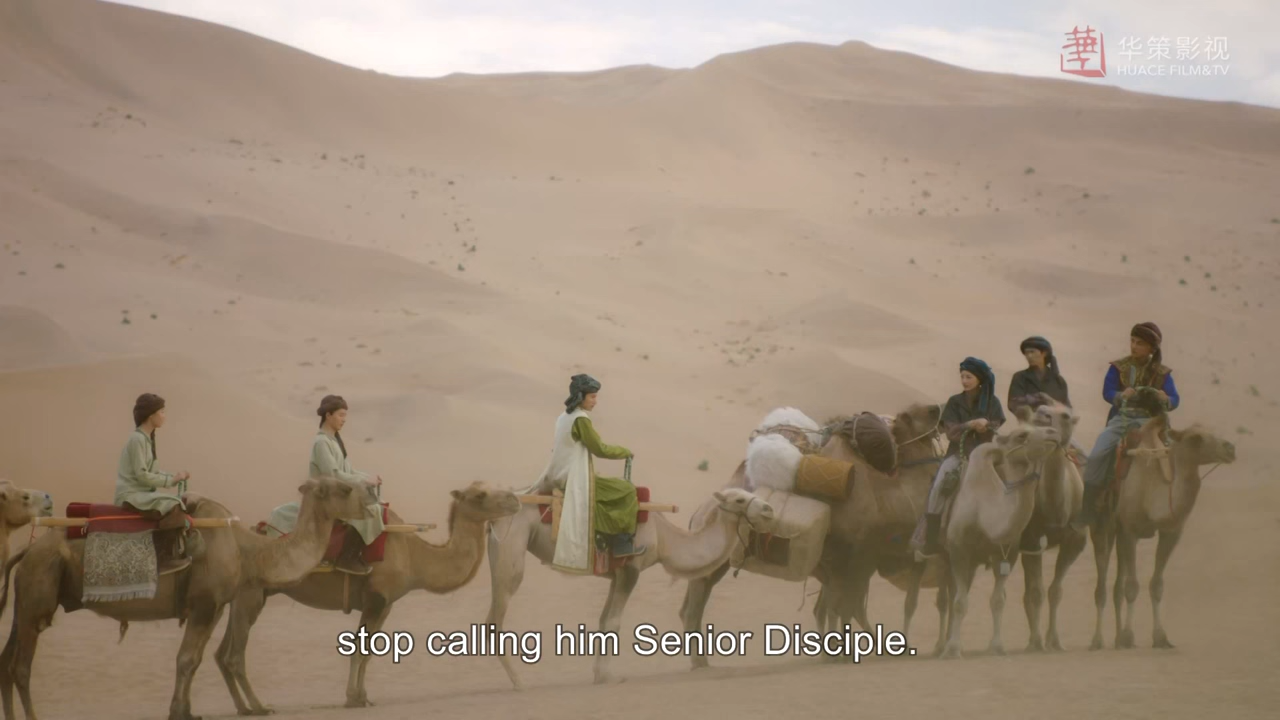 華
华策影视
HUACE FILM&TV
stop calling him Senior Disciple.